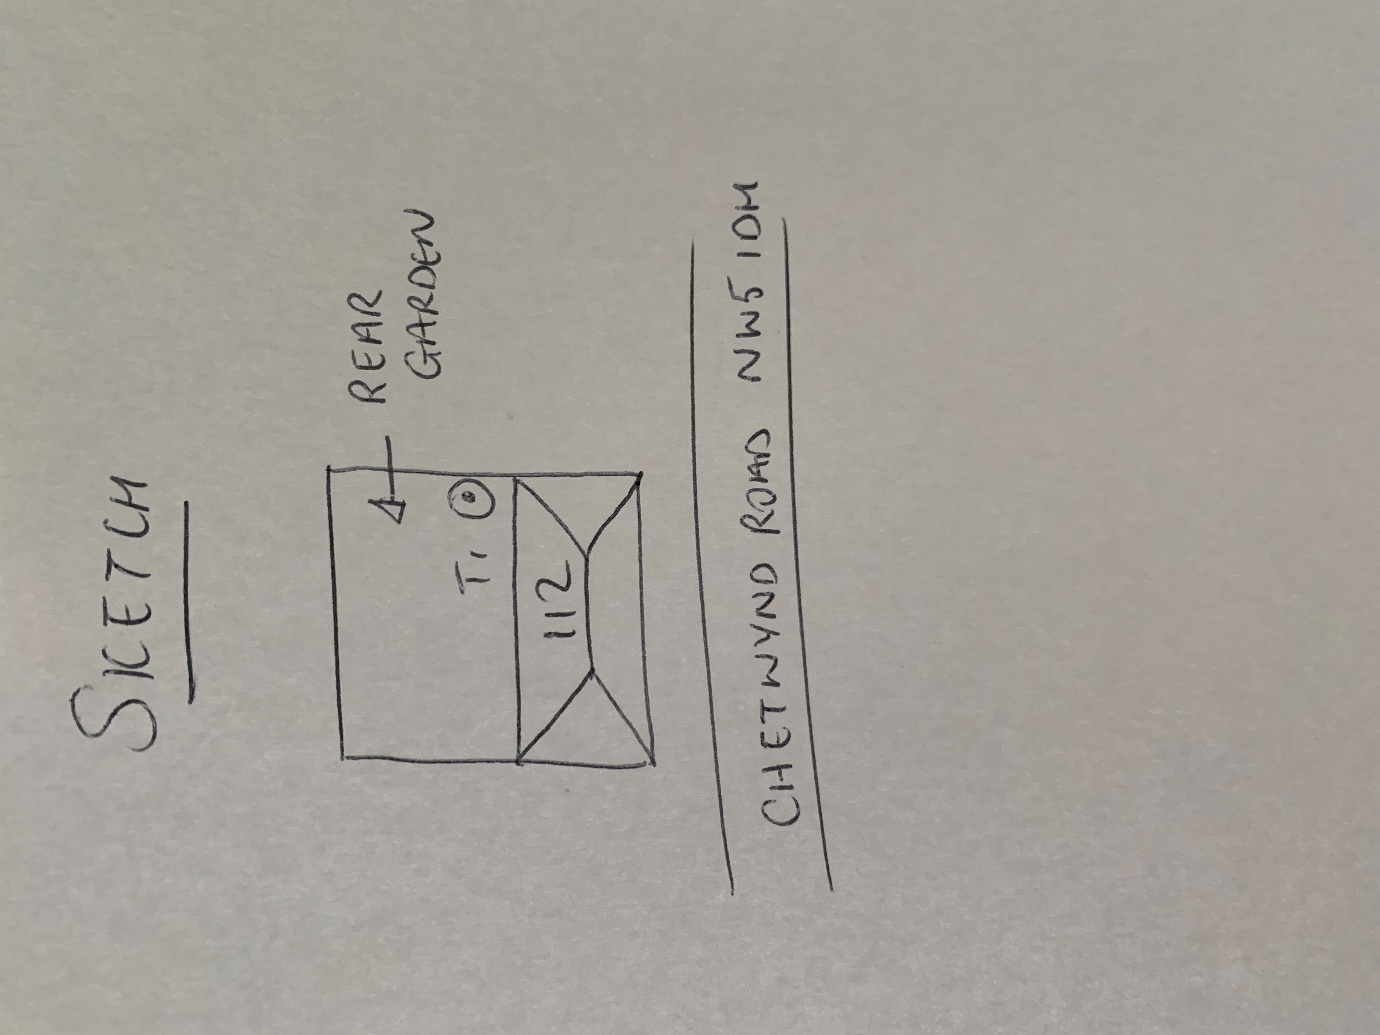 SKETCH
REAR
GARDEN
T1
112
CHETWYND ROAD NW5 1DH